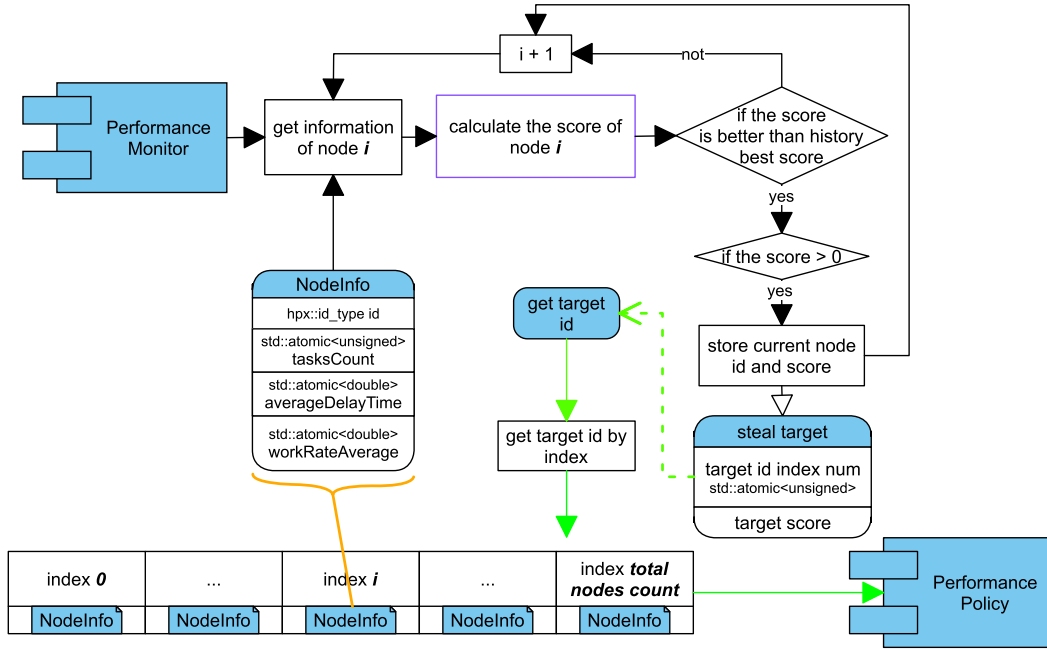 i + 1
not
Performance
Monitor
get information
of node i
calculate the score of
node i
if the score
is better than history
best score
yes
if the score > 0
yes
store current node
id and score
NodeInfo
hpx::id_type id
std::atomic<unsigned>
tasksCount
std::atomic<double>
averageDelayTime
std::atomic<double>
workRateAverage
get target
id
get target id by
index
steal target
target id index num
std::atomic<unsigned>
target score
index 0
...
index i
...
index total
nodes count
NodeInfo
NodeInfo
NodeInfo
NodeInfo
NodeInfo
Performance
Policy